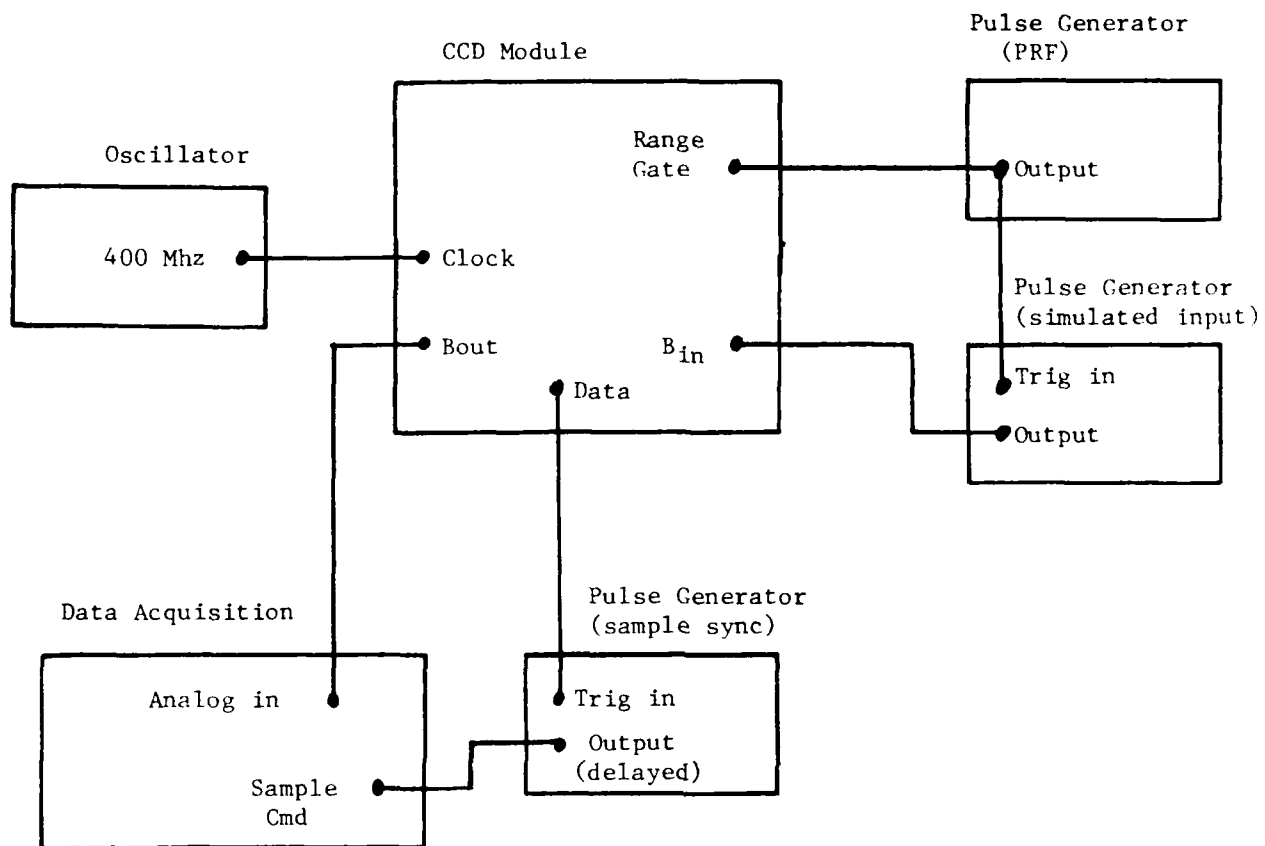 Pulse Generator
(PRF)
CCD Module
Range
Gate
Output
Oscillator
400 Mhz
Clock
Pulse Generator
(simulated input)
Bout
Bin
Trig in
Data
Output
Pulse Generator
(sample sync)
Data Acquisition
Analog in
Trig in
Output
(delayed)
Sample
Cmd